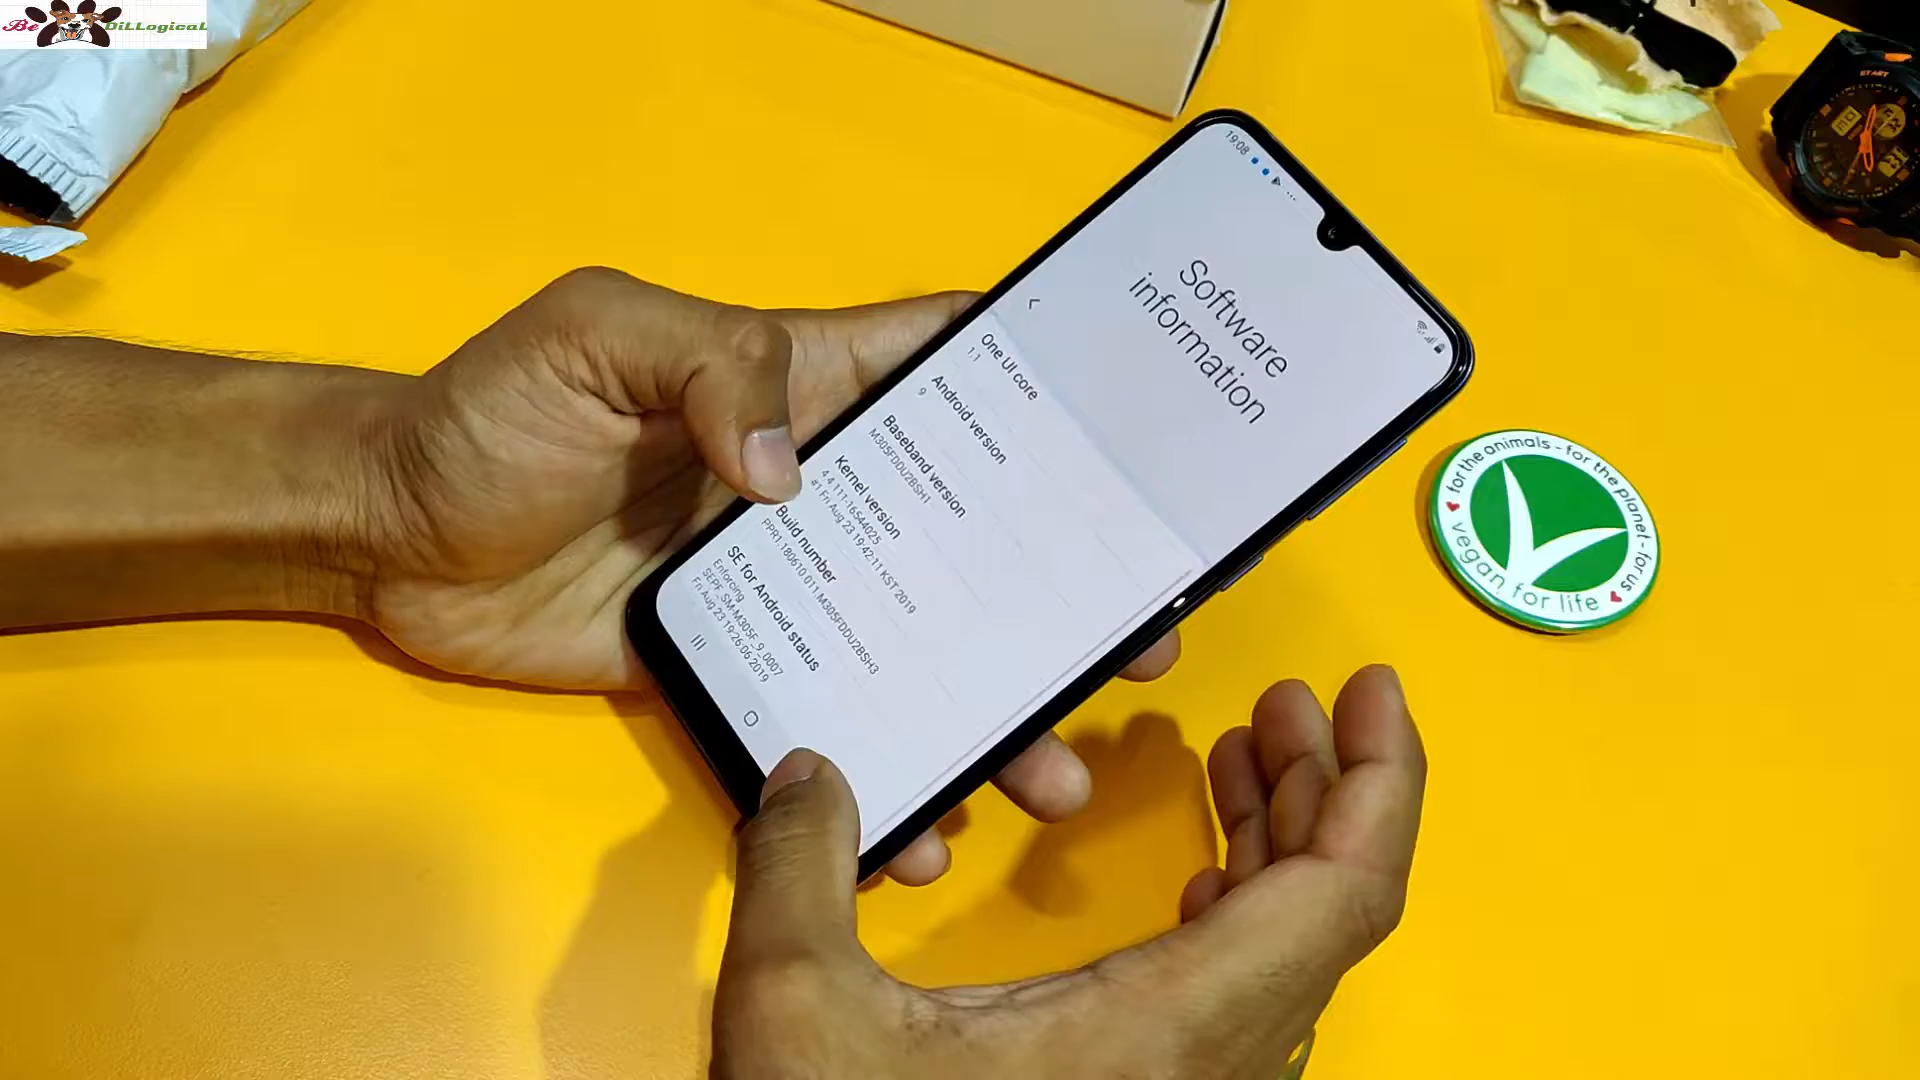 Be DiLLogicaL
19:08
Software
information
One UI core
1.1
Android version
9
Baseband version
M305FDDU2BSH1
Kernel version
4.4.111-16544025
#1 Fri Aug 23 19:42:11 KST 2019
Build number
PPR1.180610.011.M305FDDU2BSH3
SE for Android status
Enforcing
SEPF_SM-M305F_9_0007
Fri Aug 23 19:26:06 2019
for the animals - for the planet - for us
vegan for life
START